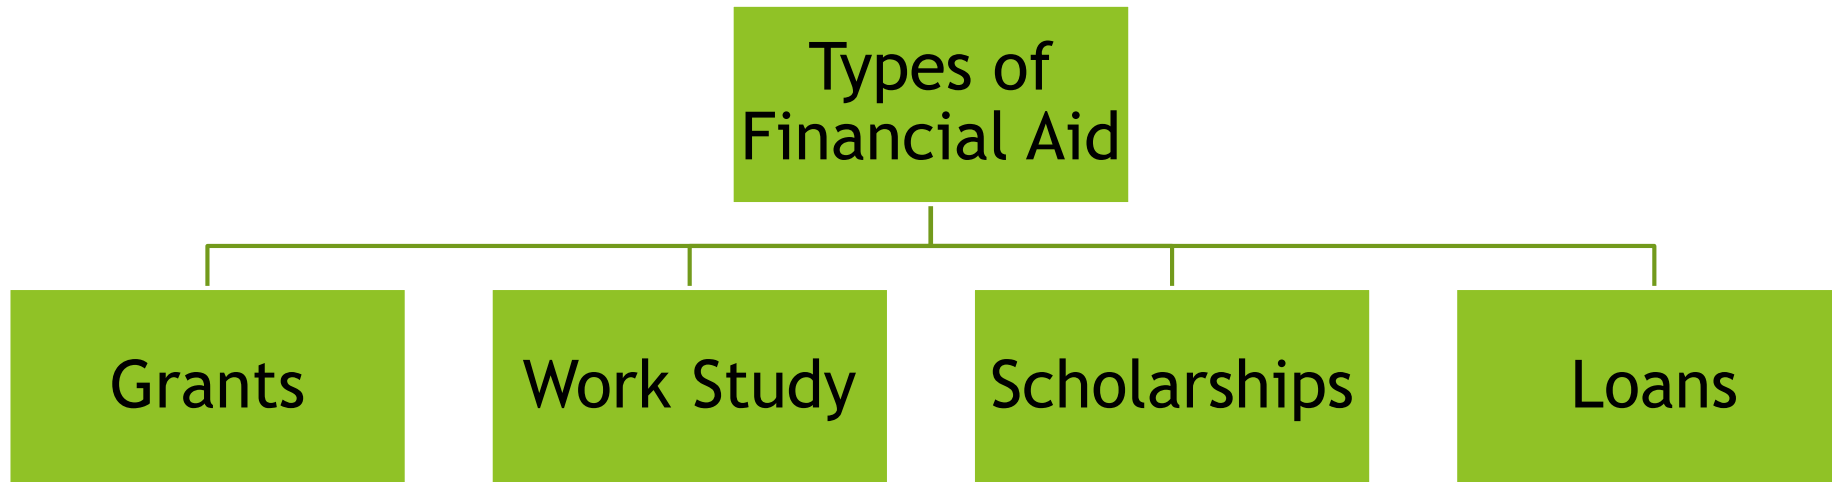 Types of
Financial Aid
Grants
Work Study
Scholarships
Loans